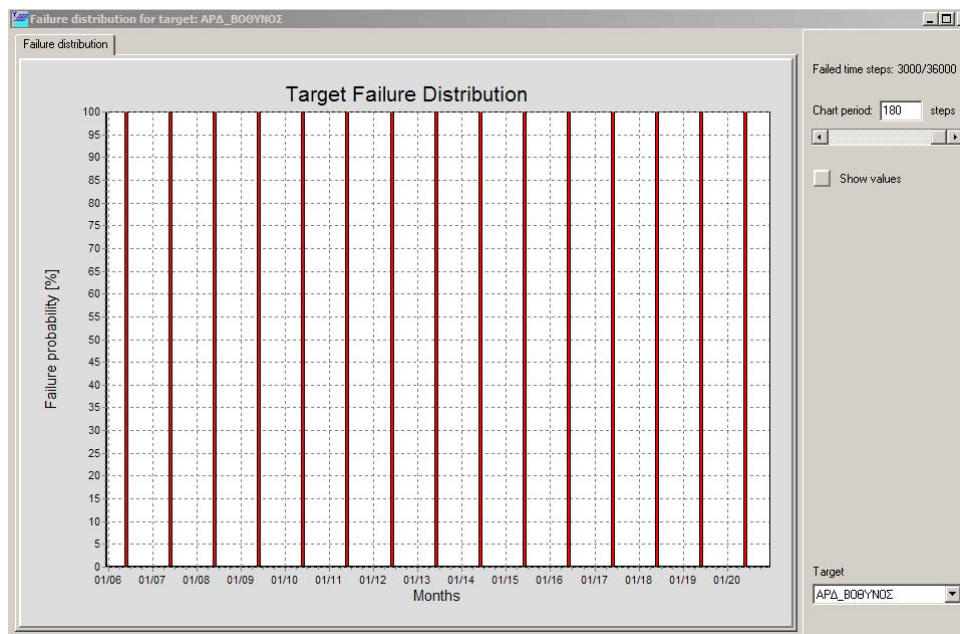 Failure distribution for target: ΑΡΔ_ΒΟΘΥΝΟΣ
Failure distribution
Target Failure Distribution
Failure probability [%]
100
95
90
85
80
75
70
65
60
55
50
45
40
35
30
25
20
15
10
5
0
01/06 01/07 01/08 01/09 01/10 01/11 01/12 01/13 01/14 01/15 01/16 01/17 01/18 01/19 01/20
Months
Failed time steps: 3000/36000
Chart period: 180 steps
Show values
Target
ΑΡΔ_ΒΟΘΥΝΟΣ